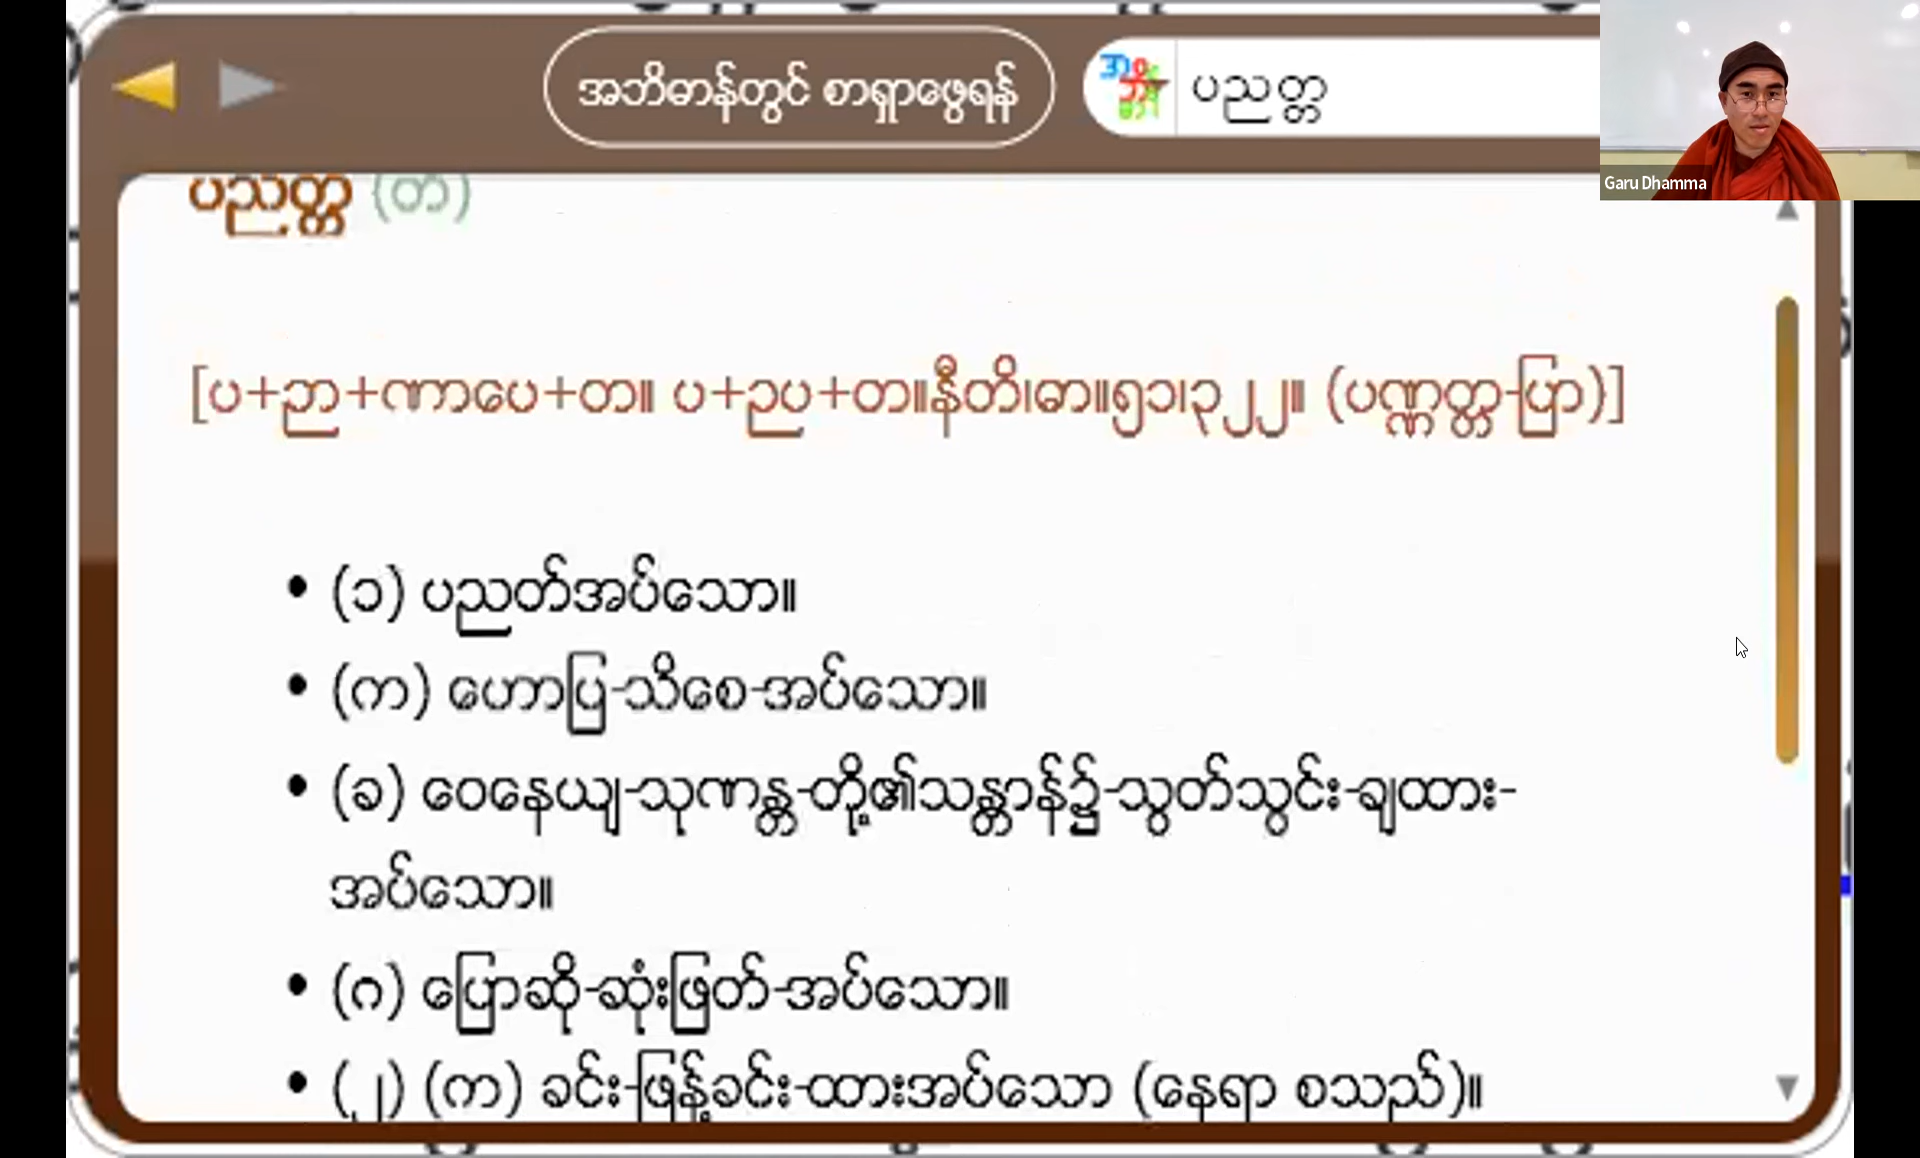 အဘိဓာန်တွင် စာရှာဖွေရန်
ပညတ္တ
Garu Dhamma
ပညတ္တ (တိ)
[ပ+ဉာ+ဏာပေ+တ။ ပ+ဉပ+တ။နီတိ၊ဓာ။၅၁၊၃၂၂။ (ပဏ္ဏတ္တ-ပြာ)]
• (၁) ပညတ်အပ်သော။
• (က) ဟောပြ-သိစေ-အပ်သော။
• (ခ) ဝေနေယျ-သုဏန္တ-တို့၏သန္တာန်၌-သွတ်သွင်း-ချထား-
အပ်သော။
• (ဂ) ပြောဆို-ဆုံးဖြတ်-အပ်သော။
• (၂) (က) ခင်း-ဖြန့်ခင်း-ထားအပ်သော (နေရာ စသည်)။